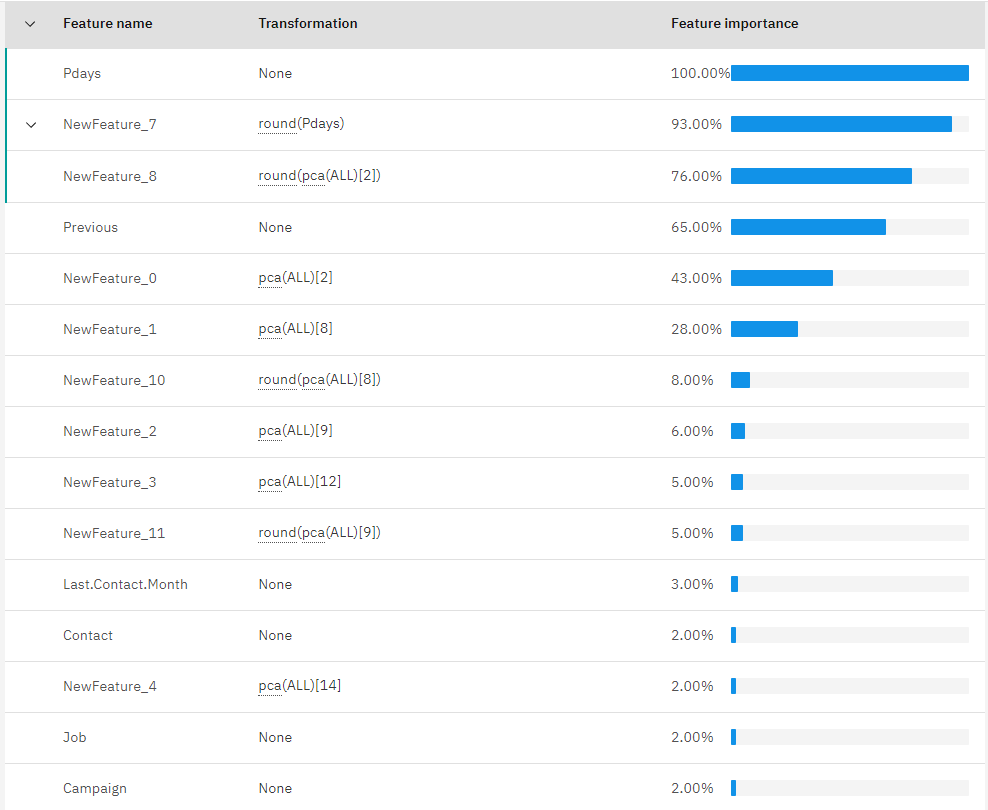 Feature name Transformation Feature importance
Pdays None 100.00%
NewFeature_7 round(Pdays) 93.00%
NewFeature_8 round(pca(ALL)[2]) 76.00%
Previous None 65.00%
NewFeature_0 pca(ALL)[2] 43.00%
NewFeature_1 pca(ALL)[8] 28.00%
NewFeature_10 round(pca(ALL)[8]) 8.00%
NewFeature_2 pca(ALL)[9] 6.00%
NewFeature_3 pca(ALL)[12] 5.00%
NewFeature_11 round(pca(ALL)[9]) 5.00%
Last.Contact.Month None 3.00%
Contact None 2.00%
NewFeature_4 pca(ALL)[14] 2.00%
Job None 2.00%
Campaign None 2.00%